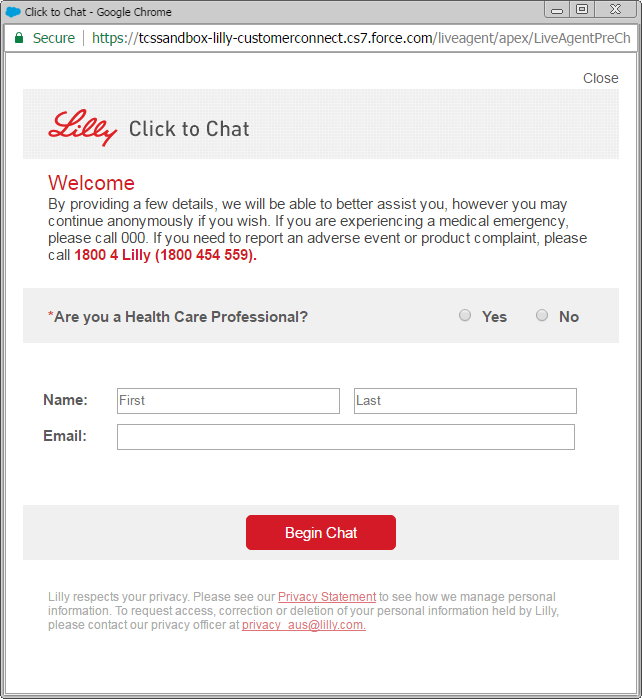 Click to Chat - Google Chrome
Secure https://tcssandbox-lilly-customerconnect.cs7.force.com/liveagent/apex/LiveAgentPreCh
Close
Lilly Click to Chat
Welcome
By providing a few details, we will be able to better assist you, however you may
continue anonymously if you wish. If you are experiencing a medical emergency,
please call 000. If you need to report an adverse event or product complaint, please
call 1800 4 Lilly (1800 454 559).
*Are you a Health Care Professional? Yes No
Name: First Last
Email:
Begin Chat
Lilly respects your privacy. Please see our Privacy Statement to see how we manage personal
information. To request access, correction or deletion of your personal information held by Lilly,
please contact our privacy officer at privacy_aus@lilly.com.